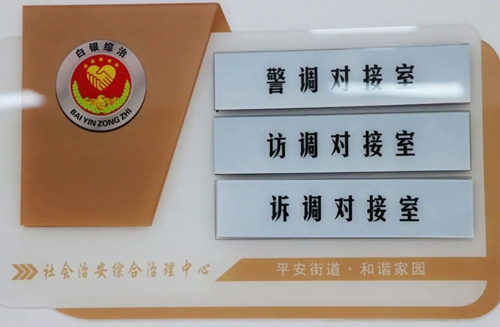 白银综治
BAI YIN ZONG ZHI
警调对接室
访调对接室
诉调对接室
社会治安综合治理中心
平安街道·和谐家园